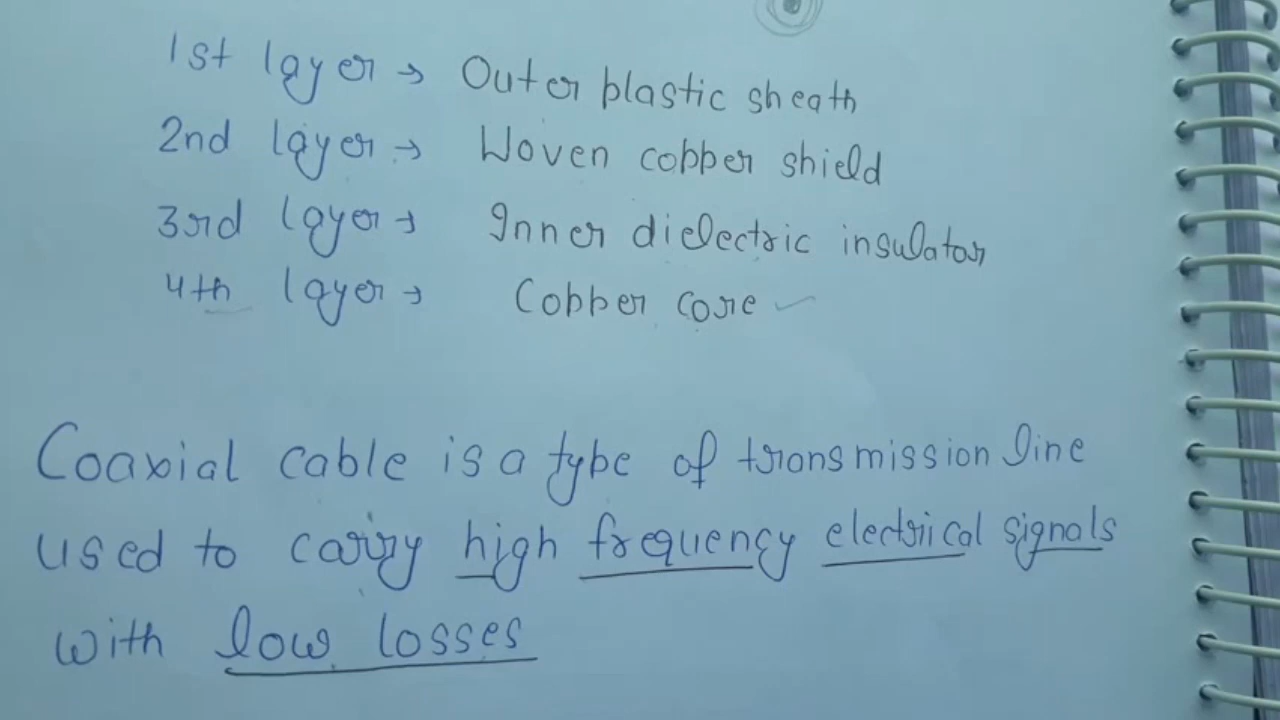 1st layer → Outer plastic sheath
2nd layer → Woven copper shield
3rd layer → Inner dielectric insulator
4th layer → Copper core
Coaxial cable is a type of transmission line
used to carry high frequency electrical signals
with low losses